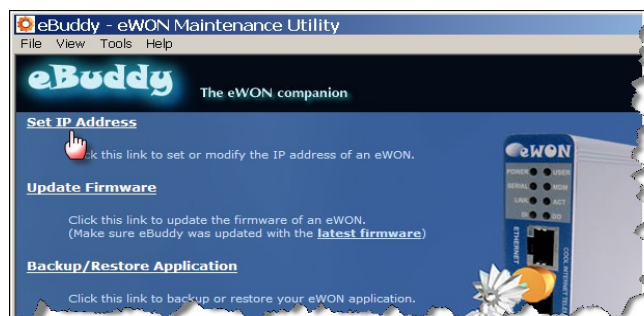 eBuddy - eWON Maintenance Utility
File View Tools Help
eBuddy The eWON companion
Set IP Address
Click this link to set or modify the IP address of an eWON.
Update Firmware
Click this link to update the firmware of an eWON.
(Make sure eBuddy was updated with the latest firmware)
Backup/Restore Application
Click this link to backup or restore your eWON application.
eWON
POWER USER
SERIAL MDM
LINK ACT
DI DO
ETHERNET